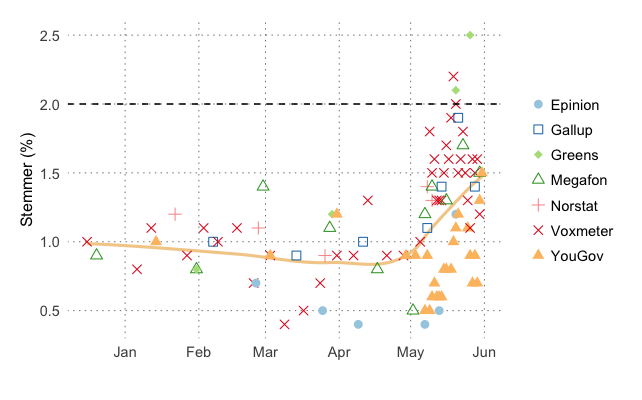 2.5
2.0
1.5
1.0
0.5
Stemmer (%)
Jan Feb Mar Apr May Jun
Epinion
Gallup
Greens
Megafon
Norstat
Voxmeter
YouGov